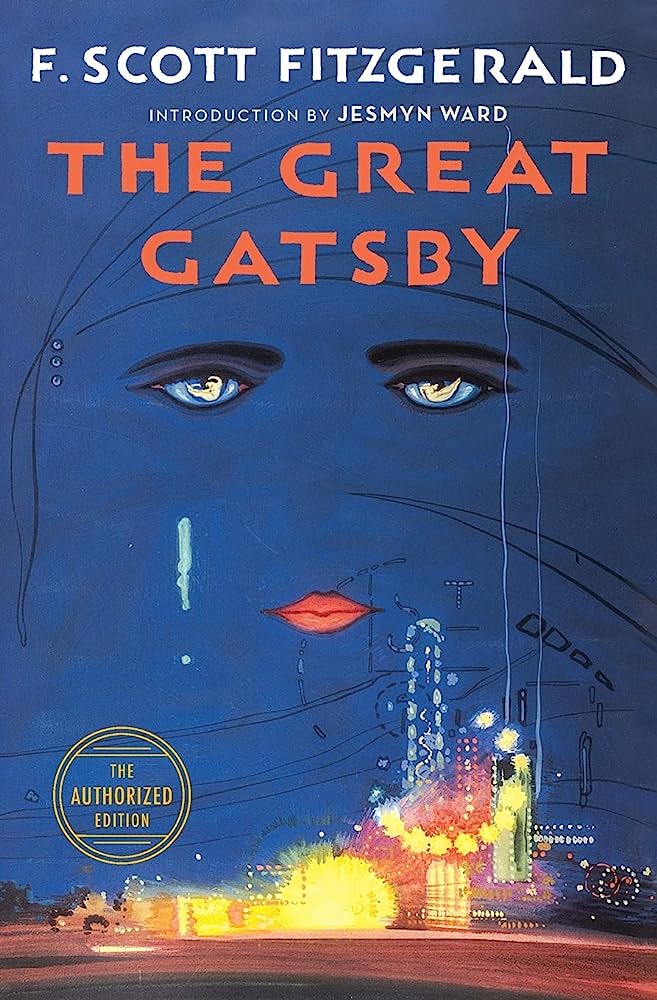 F. SCOTT FITZGERALD
INTRODUCTION BY JESMYN WARD
THE GREAT
GATSBY
THE
AUTHORIZED
EDITION